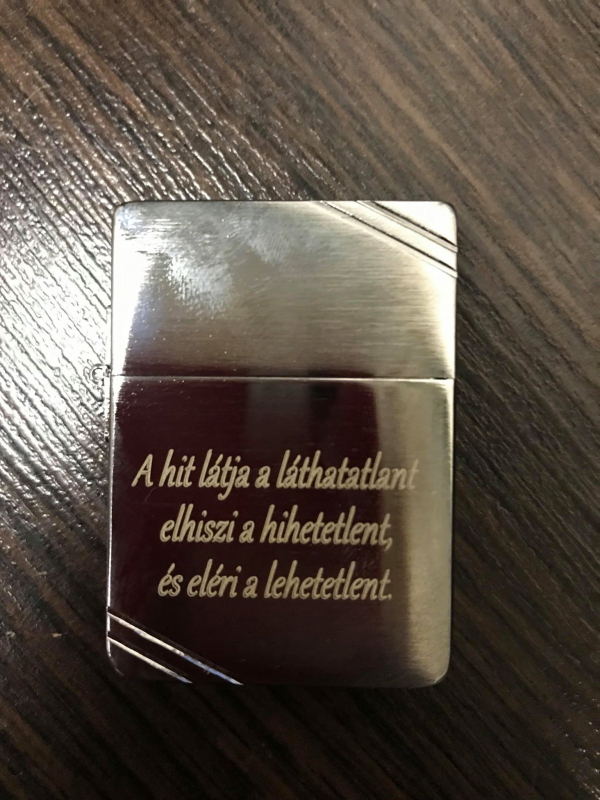 A hit látja a láthatatlant
elhiszi a hihetetlent,
és eléri a lehetetlent.